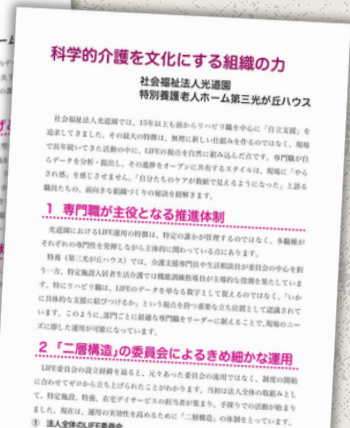 科学的介護を文化にする組織の力
社会福祉法人光道園
特別養護老人ホーム第三光が丘ハウス
社会福祉法人光道園では、15年以上も前からリハビリ職を中心に「自立支援」を
追求してきました。その最大の特徴は、無理に新しい仕組みを作るのではなく、現場
で長年続いてきた活動の中に、LIFEの視点を自然に組み込んだ点です。専門職が自
らデータを分析・提出し、その進捗をオープンに共有するスタイルは、現場に「やら
され感」を感じさせません。「自分たちのケアが数値で見えるようになった」と語る
職員たちの、前向きな組織づくりの秘訣を紐解きます。
1 専門職が主役となる推進体制
光道園におけるLIFE運用の特徴は、特定の誰かが管理するのではなく、多職種が
それぞれの専門性を発揮しながら主体的に関わっている点にあります。
特養（第三光が丘ハウス）では、介護支援専門員や生活相談員が委員会の中心を担
う一方、特定施設入居者生活介護では機能訓練指導員が主導的な役割を果たしていま
す。特にリハビリ職は、LIFEのデータを単なる数字として捉えるのではなく、「いか
に具体的な支援に結びつけるか」という視点を持つ重要な立ち位置として認識されて
います。このように、部門ごとに最適な専門職をリーダーに据えることで、現場のニー
ズに即した運用が可能になっています。
2 「二層構造」の委員会によるきめ細かな運用
LIFE委員会の設立経緯を辿ると、元々あった委員会の流用ではなく、制度の開始
に合わせてゼロから立ち上げられたことがわかります。当初は法人全体の取組みとし
て、特定施設、特養、在宅デイサービスの担当者が集まり、手探りでの活動が始まり
ました。現在は、運用の実効性を高めるために「二層構造」の体制をとっています。
① 法人全体のLIFE委員会